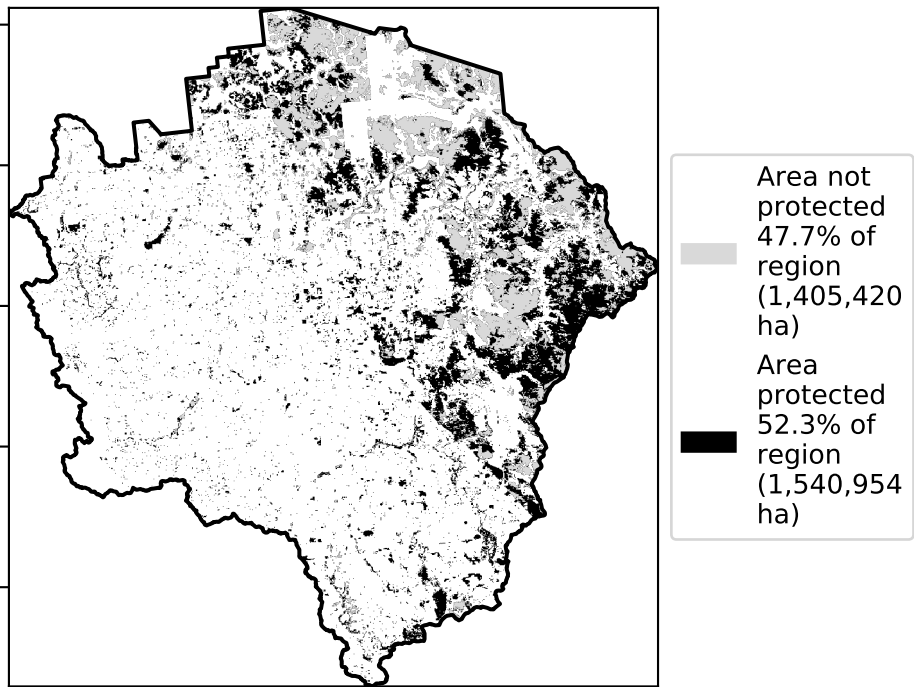 Area not
protected
47.7% of
region
(1,405,420
ha)
Area
protected
52.3% of
region
(1,540,954
ha)